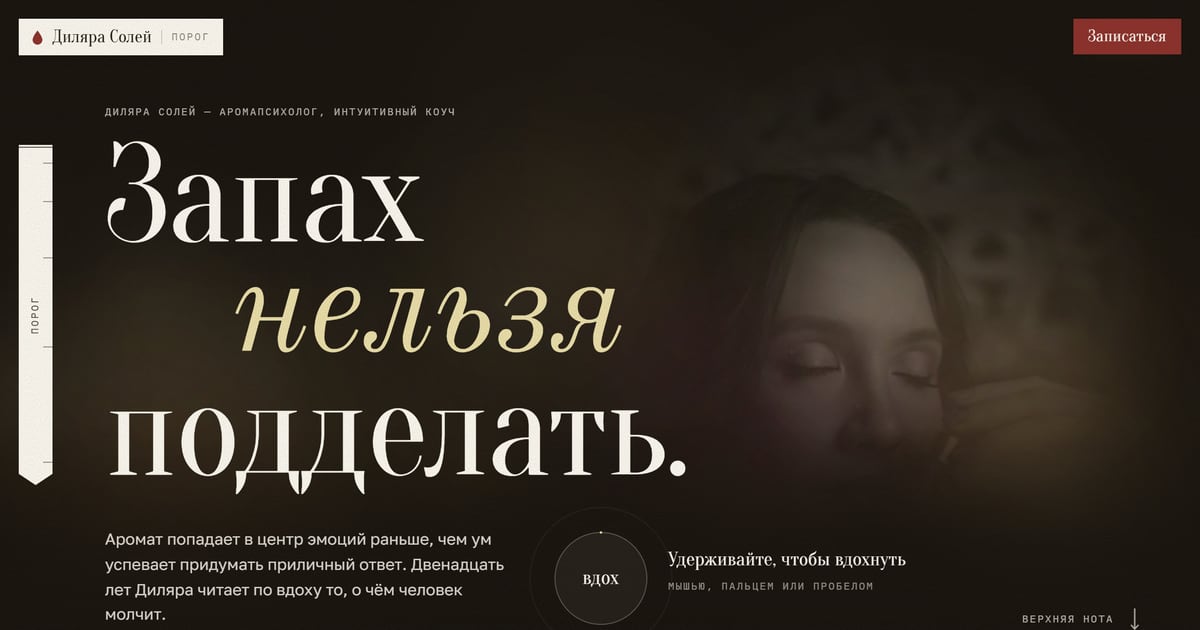 Диляра Солей
ПОРОГ
Записаться
ДИЛЯРА СОЛЕЙ — АРОМАПСИХОЛОГ, ИНТУИТИВНЫЙ КОУЧ
Запах
нельзя
подделать.
ПОРОГ
Аромат попадает в центр эмоций раньше, чем ум
успевает придумать приличный ответ. Двенадцать
лет Диляра читает по вдоху то, о чём человек
молчит.
вдох
Удерживайте, чтобы вдохнуть
МЫШЬЮ, ПАЛЬЦЕМ ИЛИ ПРОБЕЛОМ
ВЕРХНЯЯ НОТА